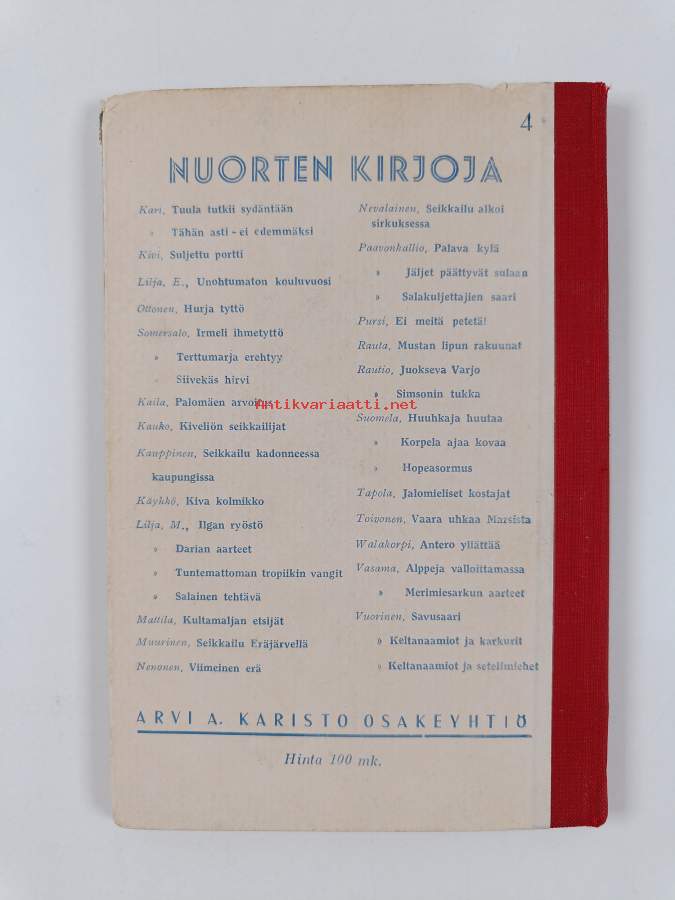 4
NUORTEN KIRJOJA
Kari, Tuula tutkii sydäntään
» Tähän asti - ei edemmäksi
Kivi, Suljettu portti
Lilja, E., Unohtumaton kouluvuosi
Ottonen, Hurja tyttö
Somersalo, Irmeli ihmetyttö
» Terttumarja erehtyy
» Siivekäs hirvi
Kaila, Palomäen arvoitus
Kauko, Kiveliön seikkailijat
Kauppinen, Seikkailu kadonneessa
kaupungissa
Käyhkö, Kiva kolmikko
Lilja, M., Ilgan ryöstö
» Darian aarteet
» Tuntemattoman tropiikin vangit
» Salainen tehtävä
Mattila, Kultamaljan etsijät
Muurinen, Seikkailu Eräjärvellä
Nenonen, Viimeinen erä
Nevalainen, Seikkailu alkoi
sirkuksessa
Paavonkallio, Palava kylä
» Jäljet päättyvät sulaan
» Salakuljettajien saari
Pursi, Ei meitä petetä!
Rauta, Mustan lipun rakuunat
Rautio, Juokseva Varjo
» Simsonin tukka
Suomela, Huuhkaja huutaa
» Korpela ajaa kovaa
» Hopeasormus
Tapola, Jalomieliset kostajat
Toivonen, Vaara uhkaa Marsista
Walakorpi, Antero yllättää
Vasama, Alppeja valloittamassa
» Merimiesarkun aarteet
Vuorinen, Savusaari
» Keltanaamiot ja karkurit
» Keltanaamiot ja setelimiehet
Antikvariaatti.net
ARVI A. KARISTO OSAKEYHTIÖ
Hinta 100 mk.